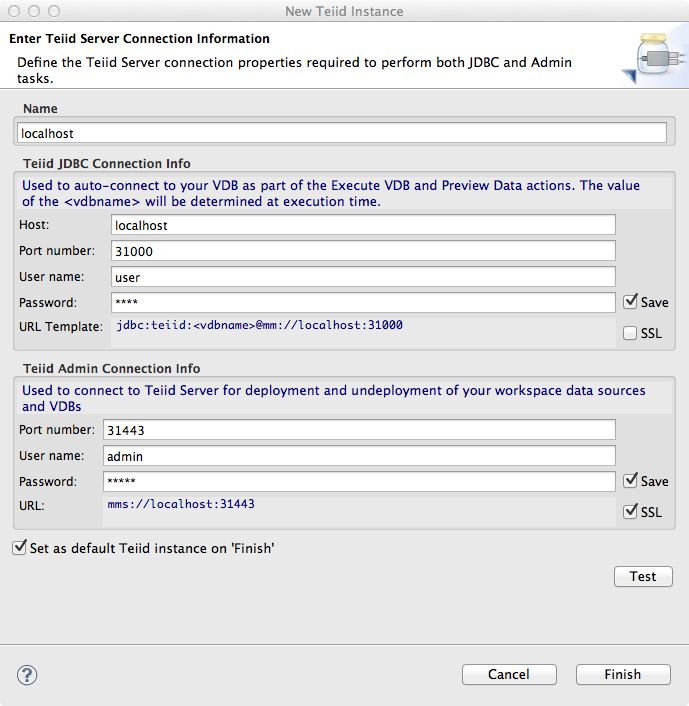 New Teiid Instance
Enter Teiid Server Connection Information
Define the Teiid Server connection properties required to perform both JDBC and Admin
tasks.
Name
localhost
Teiid JDBC Connection Info
Used to auto-connect to your VDB as part of the Execute VDB and Preview Data actions. The value
of the <vdbname> will be determined at execution time.
Host: localhost
Port number: 31000
User name: user
Password: **** Save
URL Template: jdbc:teiid:<vdbname>@mm://localhost:31000 SSL
Teiid Admin Connection Info
Used to connect to Teiid Server for deployment and undeployment of your workspace data sources
and VDBs
Port number: 31443
User name: admin
Password: ***** Save
URL: mms://localhost:31443 SSL
Set as default Teiid instance on 'Finish'
Test
? Cancel Finish